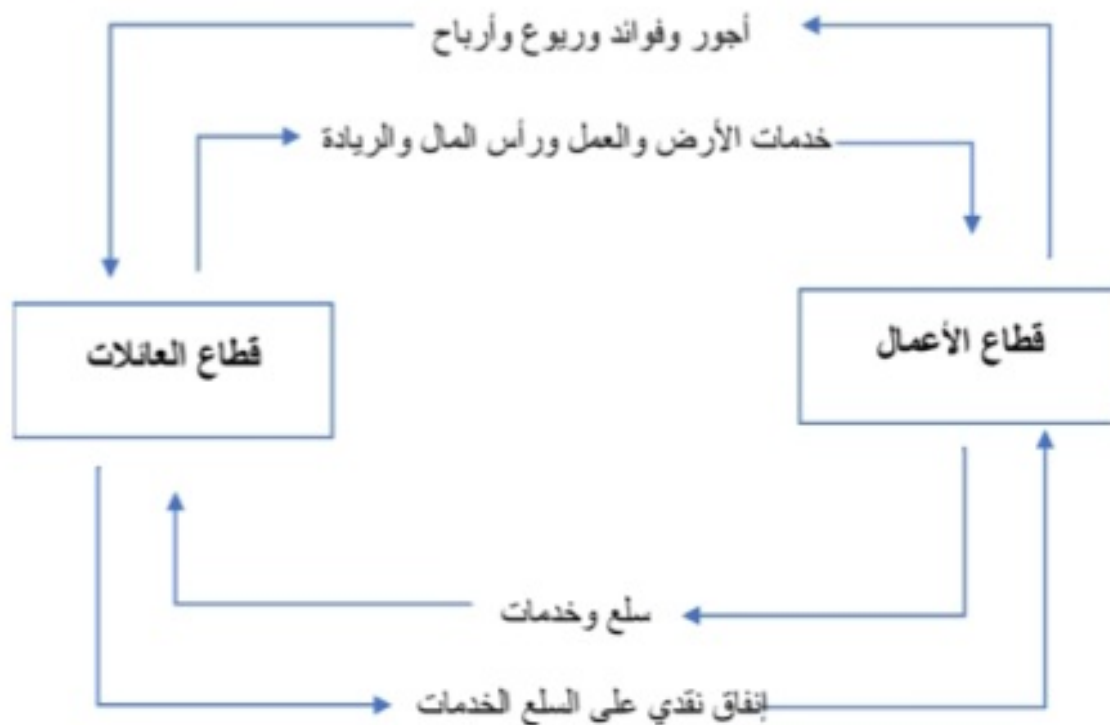 أجور وفوائد وريوع وأرباح
خدمات الأرض والعمل ورأس المال والريادة
قطاع الأعمال
قطاع العائلات
سلع وخدمات
إنفاق نقدي على السلع الخدمات